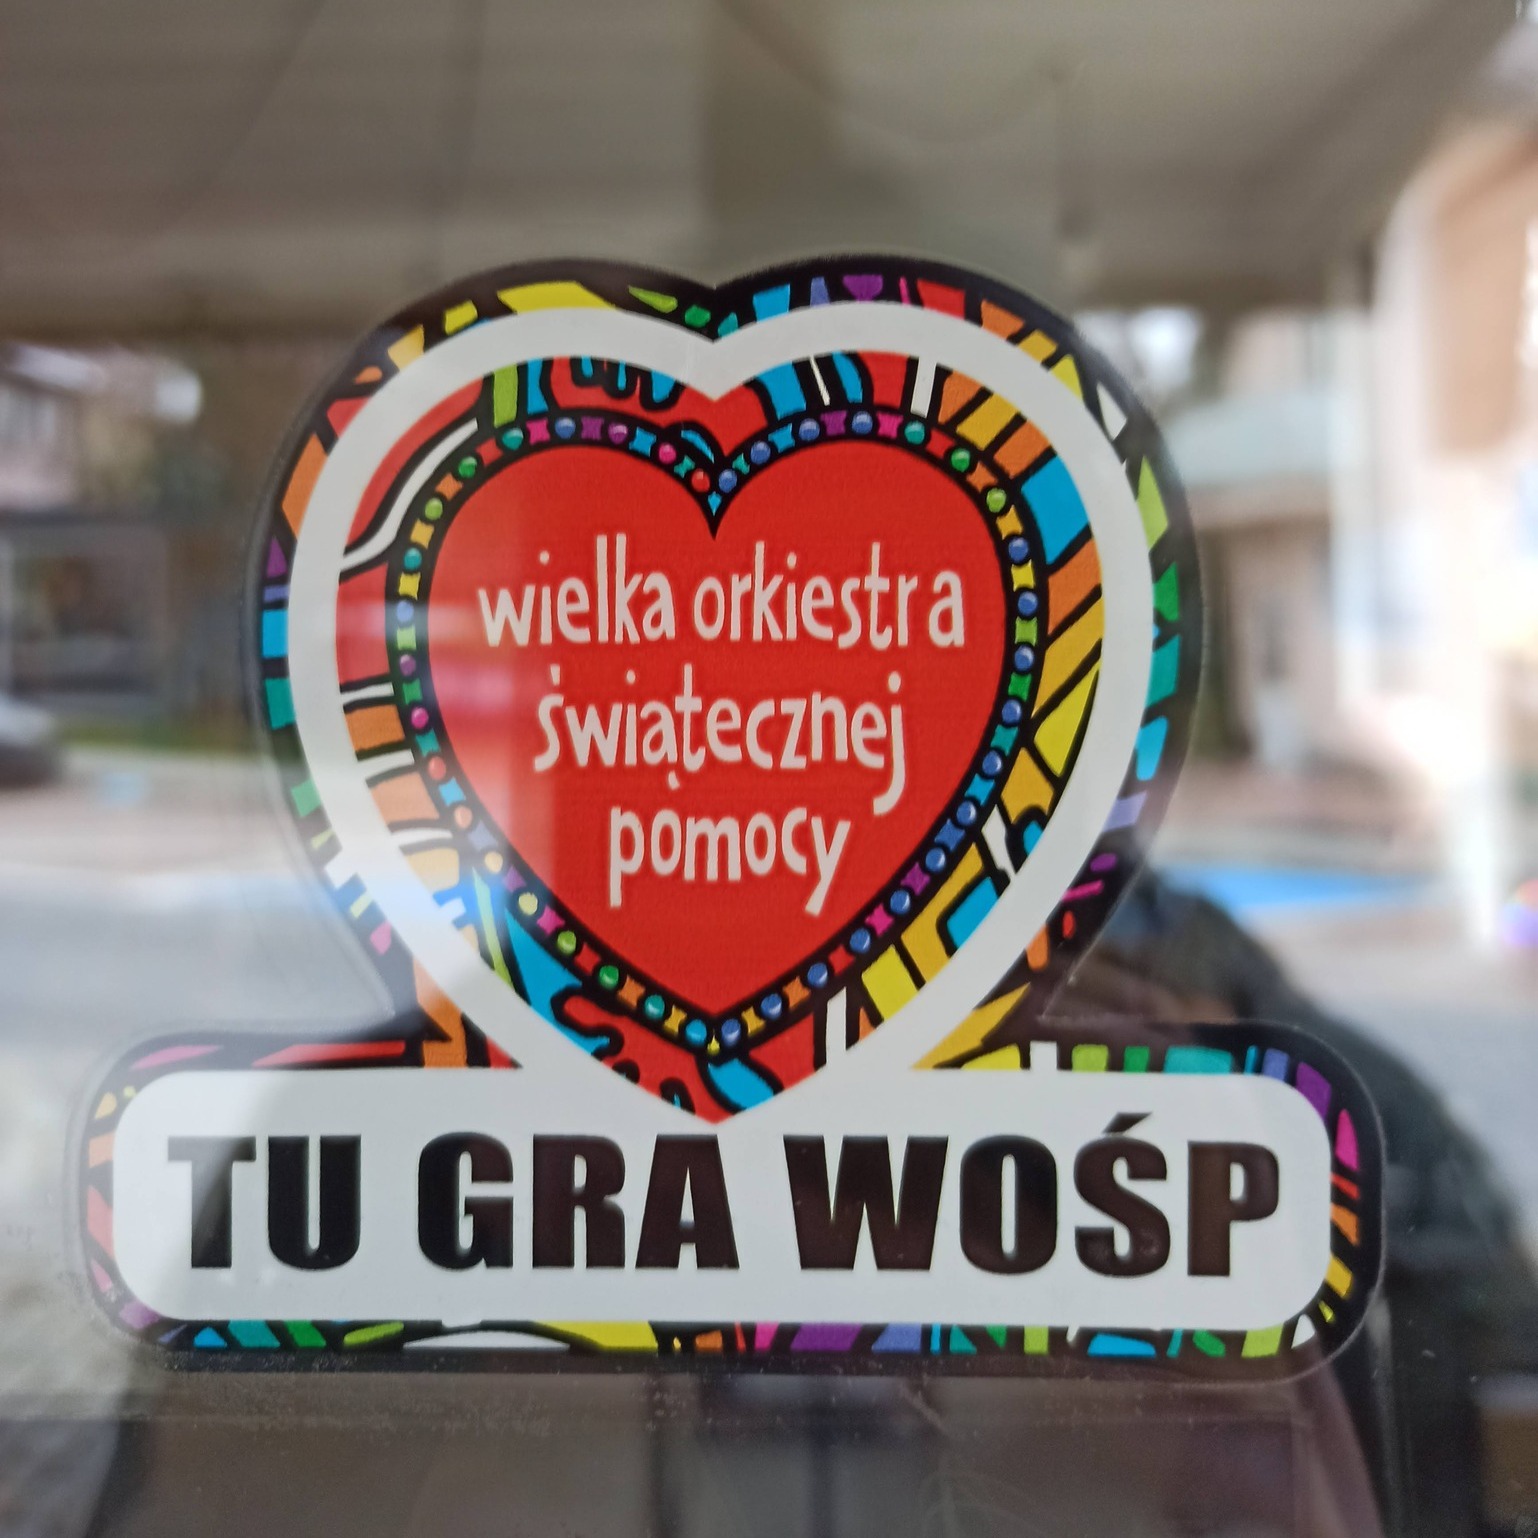 wielka orkiestra
świątecznej
pomocy
TU GRA WOŚP